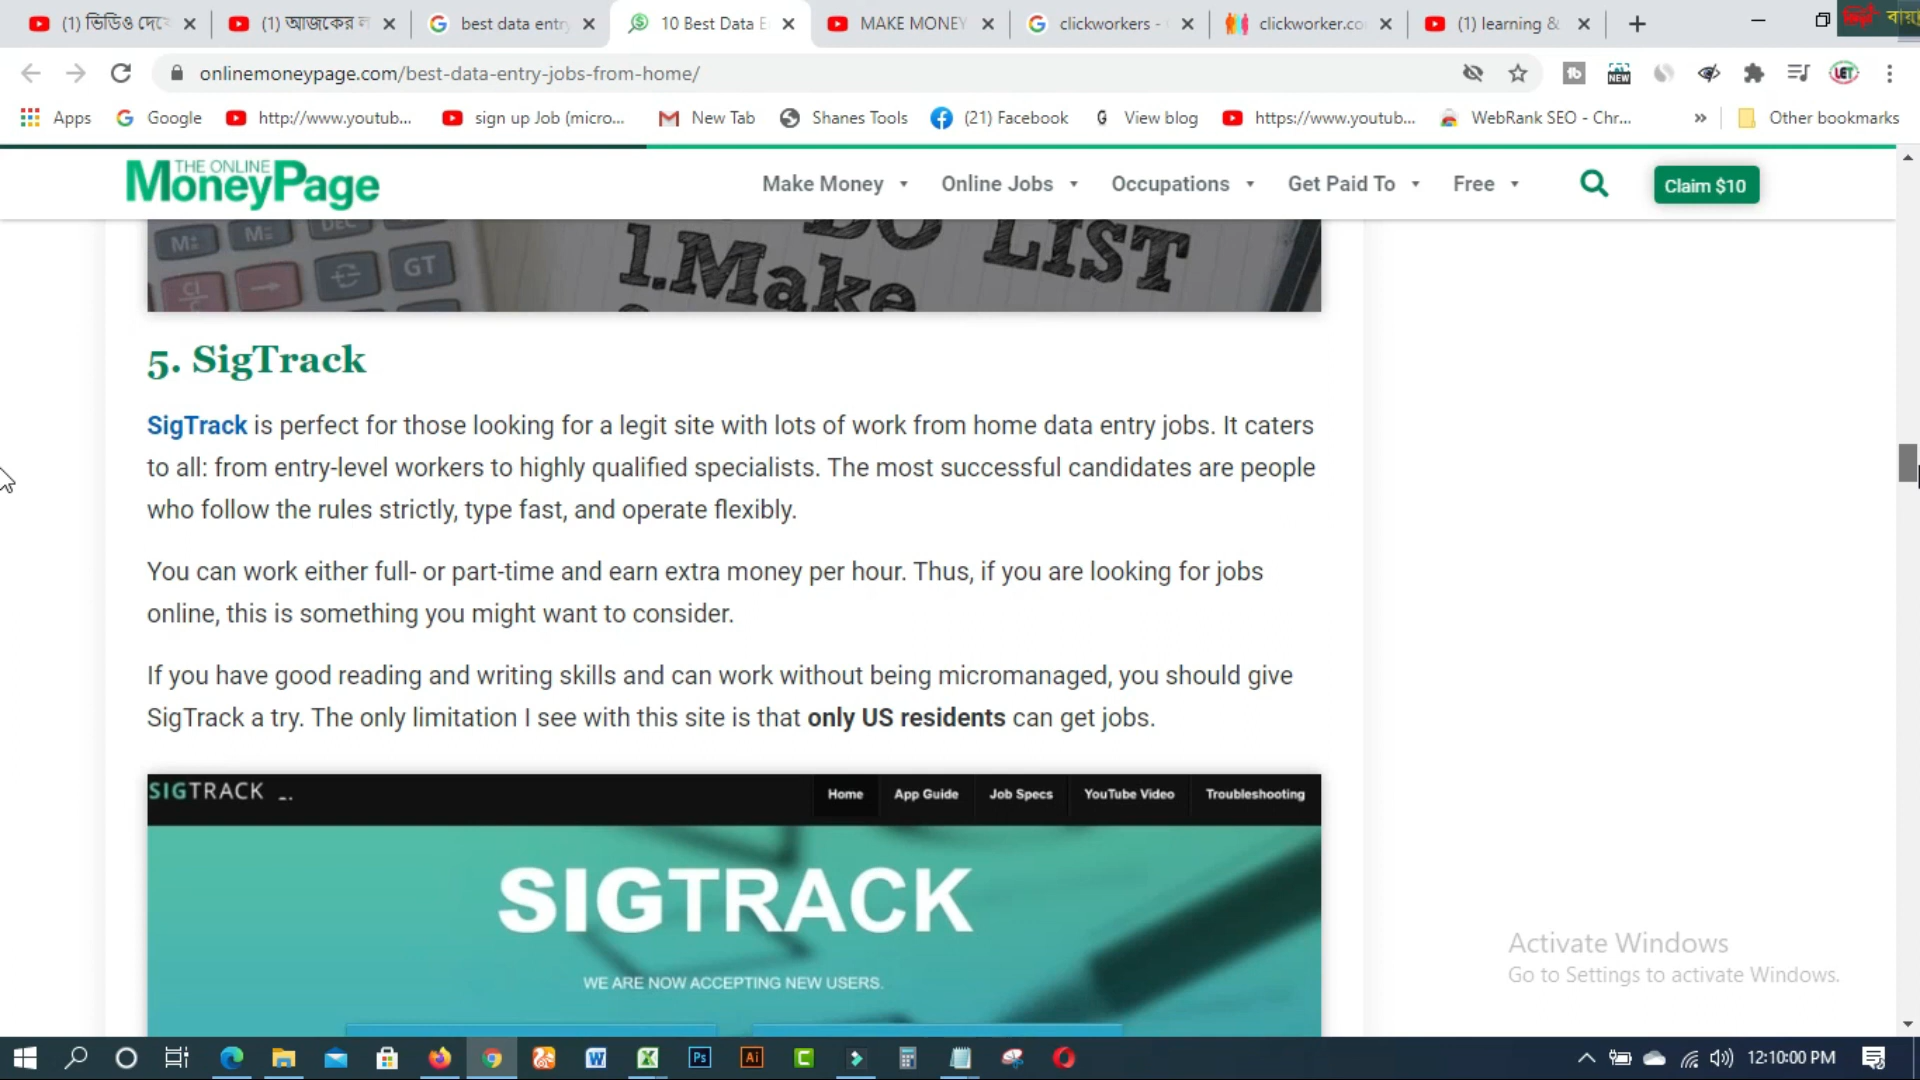 (1) ভিডিও দেখে
(1) আজকের ল
best data entry
10 Best Data E
MAKE MONEY
clickworkers -
clickworker.co
(1) learning &
onlinemoneypage.com/best-data-entry-jobs-from-home/
Apps
Google
http://www.youtub...
sign up Job (micro...
New Tab
Shanes Tools
(21) Facebook
View blog
https://www.youtub...
WebRank SEO - Chr...
»
Other bookmarks
THE ONLINE
MoneyPage
Make Money
Online Jobs
Occupations
Get Paid To
Free
Claim $10
M÷
M=
DEC
GT
DO LIST
1.Make
5. SigTrack
SigTrack is perfect for those looking for a legit site with lots of work from home data entry jobs. It caters
to all: from entry-level workers to highly qualified specialists. The most successful candidates are people
who follow the rules strictly, type fast, and operate flexibly.
You can work either full- or part-time and earn extra money per hour. Thus, if you are looking for jobs
online, this is something you might want to consider.
If you have good reading and writing skills and can work without being micromanaged, you should give
SigTrack a try. The only limitation I see with this site is that only US residents can get jobs.
SIGTRACK _.
Home
App Guide
Job Specs
YouTube Video
Troubleshooting
SIGTRACK
WE ARE NOW ACCEPTING NEW USERS.
Activate Windows
Go to Settings to activate Windows.
12:10:00 PM